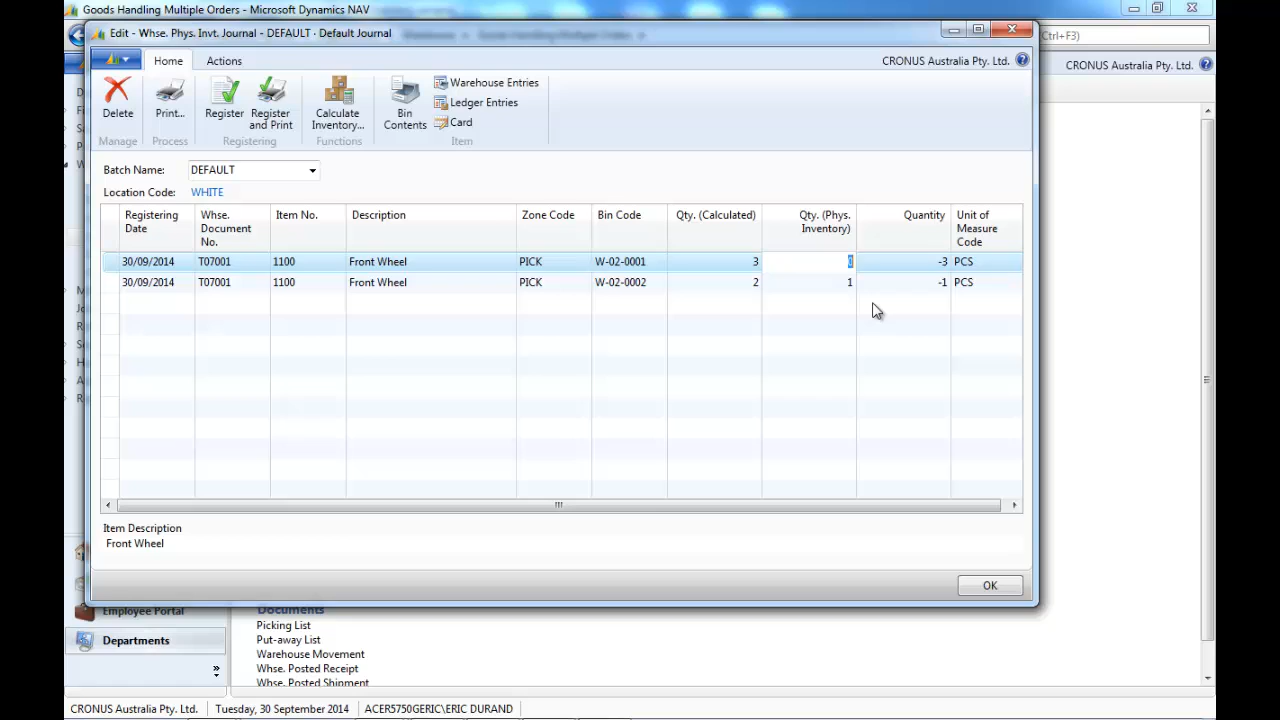 Goods Handling Multiple Orders - Microsoft Dynamics NAV
Edit - Whse. Phys. Invt. Journal - DEFAULT · Default Journal
Ctrl+F3)
Home Actions CRONUS Australia Pty. Ltd.
CRONUS Australia Pty. Ltd.
Delete Print... Register Register and Print Calculate Inventory... Bin Contents
Warehouse Entries
Ledger Entries
Card
Manage Process Registering Functions Item
Batch Name: DEFAULT
Location Code: WHITE
Registering Date Whse. Document No. Item No. Description Zone Code Bin Code Qty. (Calculated) Qty. (Phys. Inventory) Quantity Unit of Measure Code
30/09/2014 T07001 1100 Front Wheel PICK W-02-0001 3 0 -3 PCS
30/09/2014 T07001 1100 Front Wheel PICK W-02-0002 2 1 -1 PCS
Item Description
Front Wheel
OK
Employee Portal
Departments
Documents
Picking List
Put-away List
Warehouse Movement
Whse. Posted Receipt
Whse. Posted Shipment
CRONUS Australia Pty. Ltd. Tuesday, 30 September 2014 ACER5750GERIC\ERIC DURAND